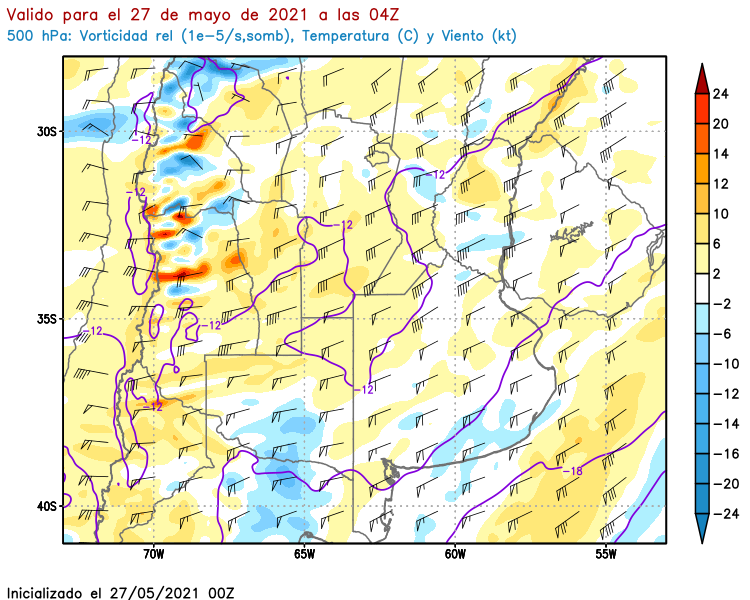 Valido para el 27 de mayo de 2021 a las 04Z
500 hPa: Vorticidad rel (1e-5/s,somb), Temperatura (C) y Viento (kt)
24
30S
-12
20
-12
14
-12
12
-12
10
6
2
35S
-12
-12
-2
-6
-8
-12
-12
-10
-12
-14
-18
-16
-20
40S
-24
70W
65W
60W
55W
Inicializado el 27/05/2021 00Z